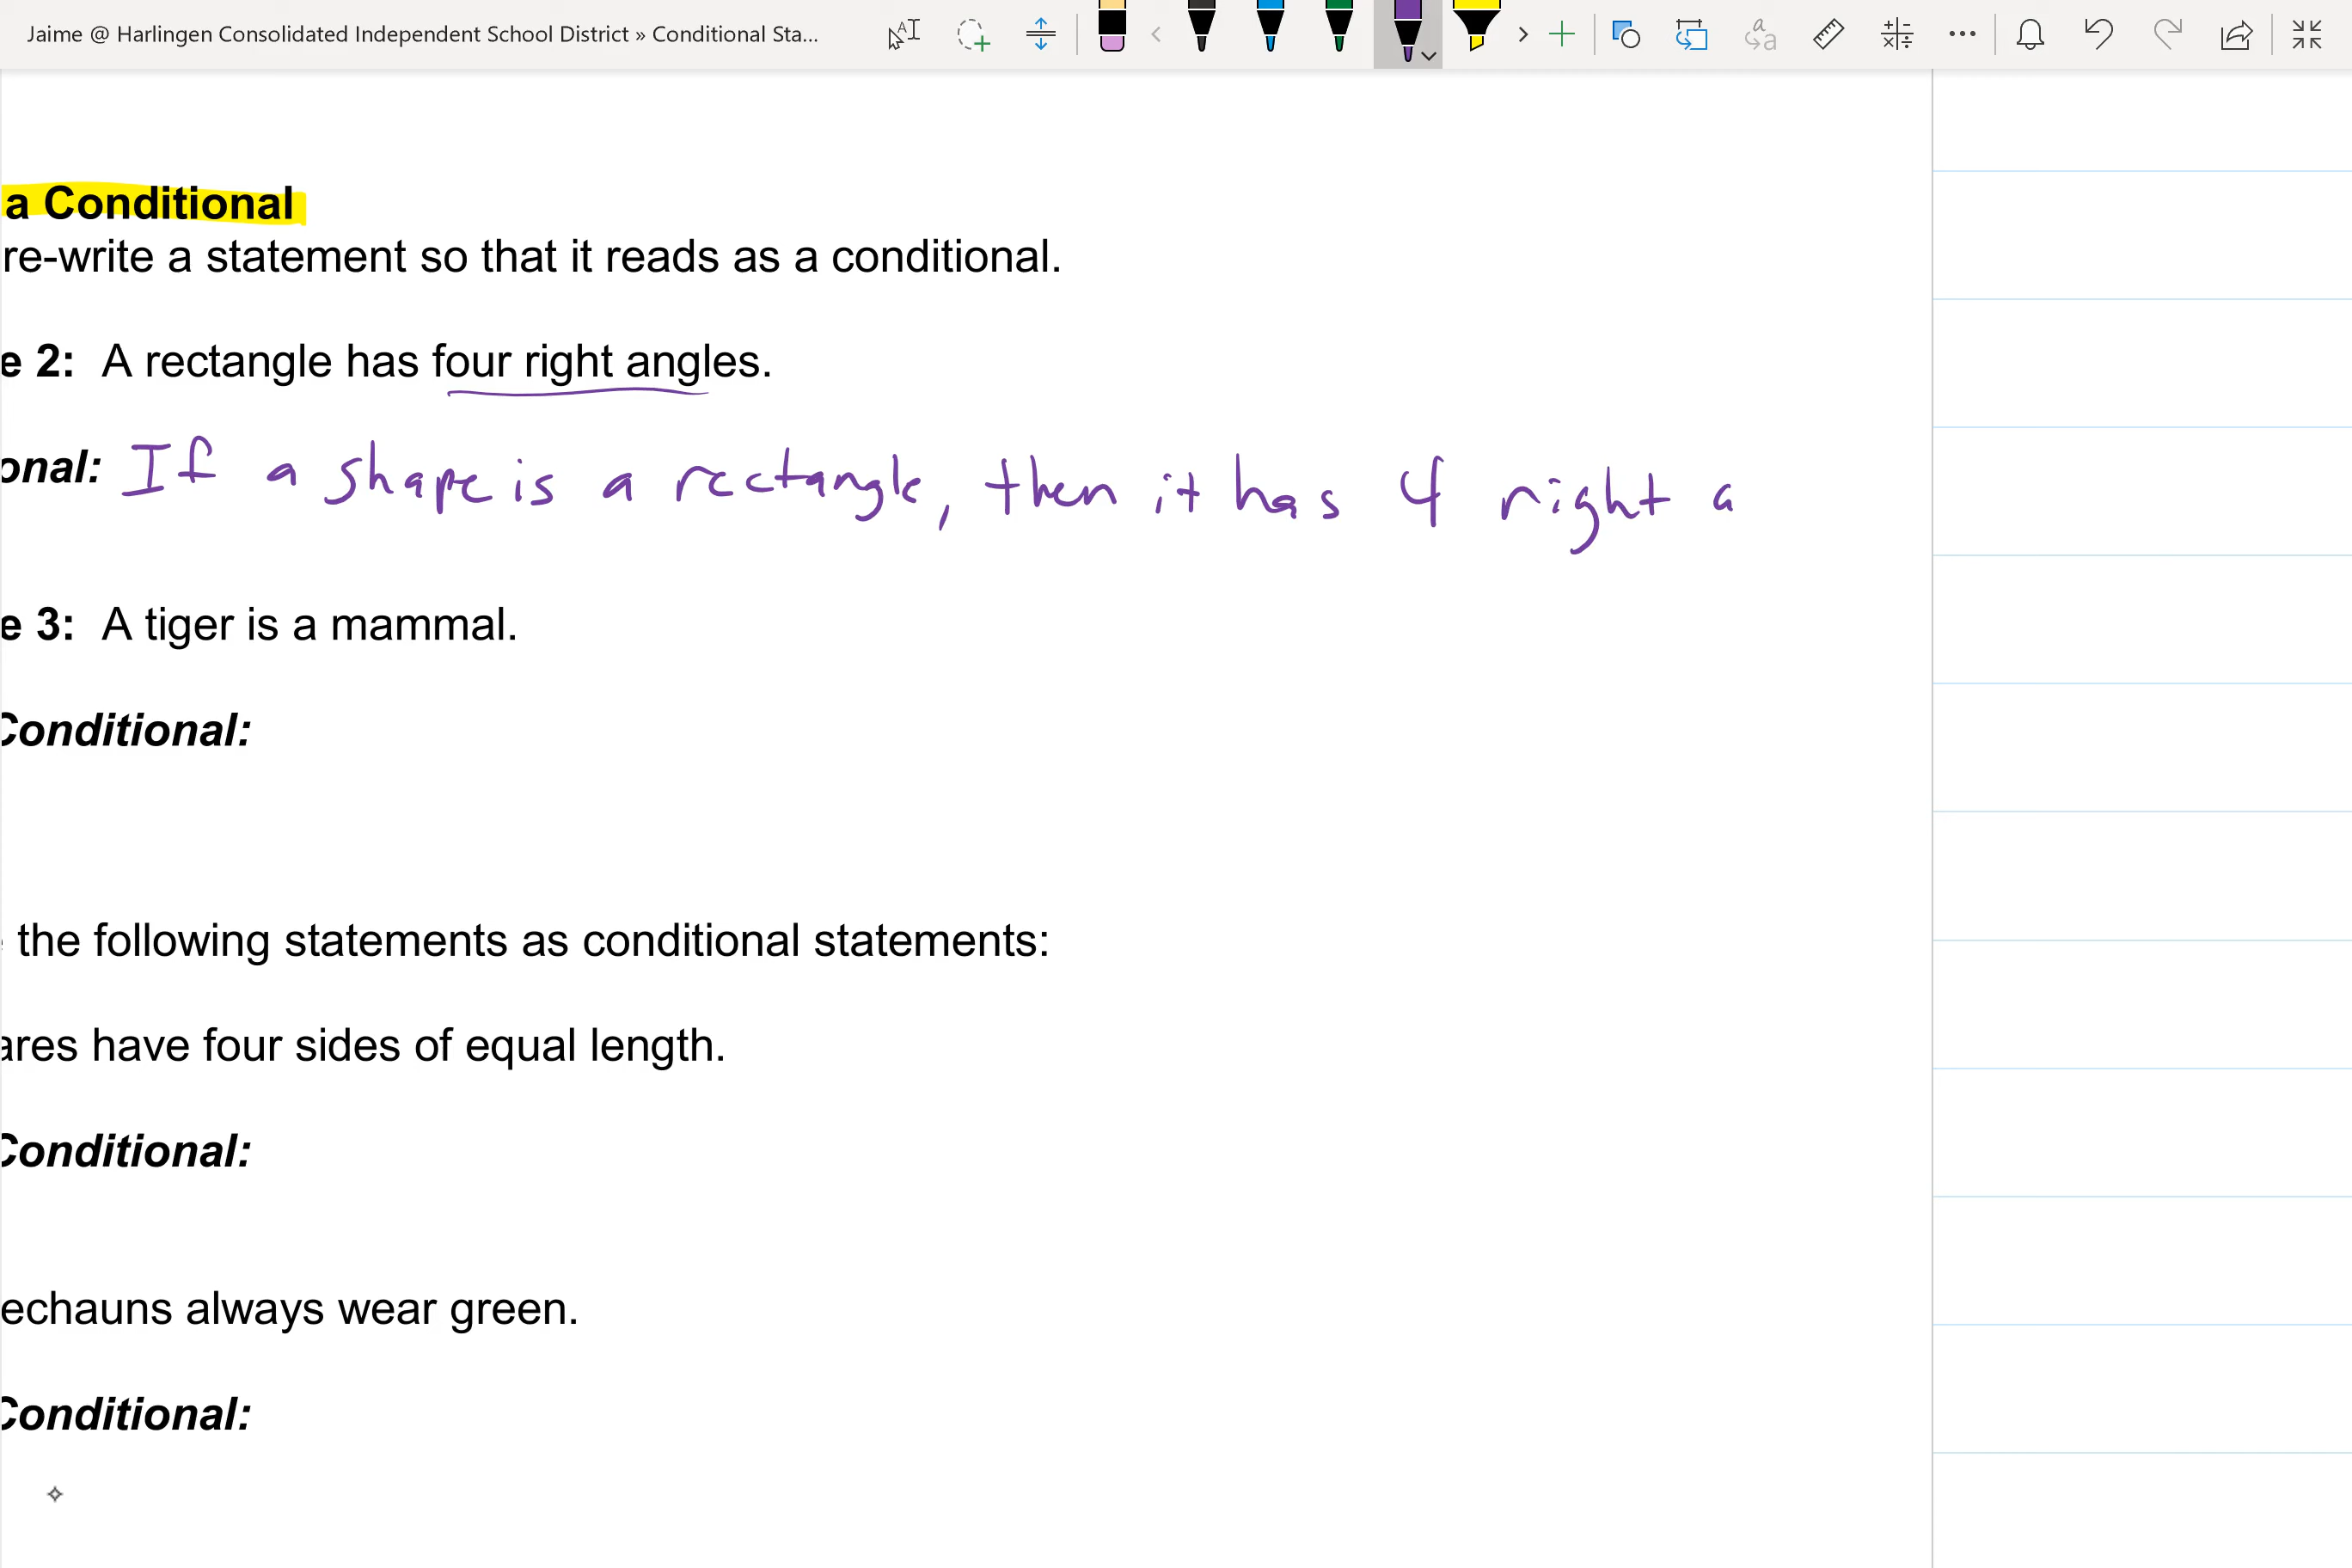 Jaime @ Harlingen Consolidated Independent School District » Conditional Sta...
a Conditional
re-write a statement so that it reads as a conditional.
e 2: A rectangle has four right angles.
onal: If a shape is a rectangle, then it has 4 right a
e 3: A tiger is a mammal.
Conditional:
the following statements as conditional statements:
ares have four sides of equal length.
Conditional:
echauns always wear green.
Conditional: